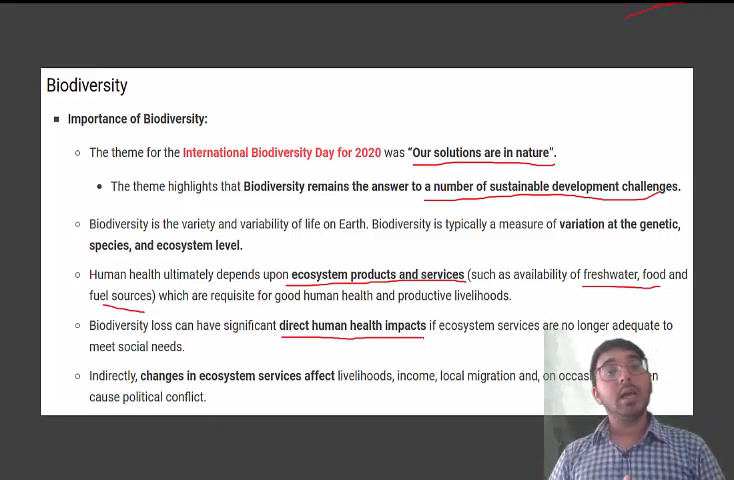 Biodiversity
Importance of Biodiversity:
The theme for the International Biodiversity Day for 2020 was “Our solutions are in nature”.
The theme highlights that Biodiversity remains the answer to a number of sustainable development challenges.
Biodiversity is the variety and variability of life on Earth. Biodiversity is typically a measure of variation at the genetic,
species, and ecosystem level.
Human health ultimately depends upon ecosystem products and services (such as availability of freshwater, food and
fuel sources) which are requisite for good human health and productive livelihoods.
Biodiversity loss can have significant direct human health impacts if ecosystem services are no longer adequate to
meet social needs.
Indirectly, changes in ecosystem services affect livelihoods, income, local migration and, on
cause political conflict.